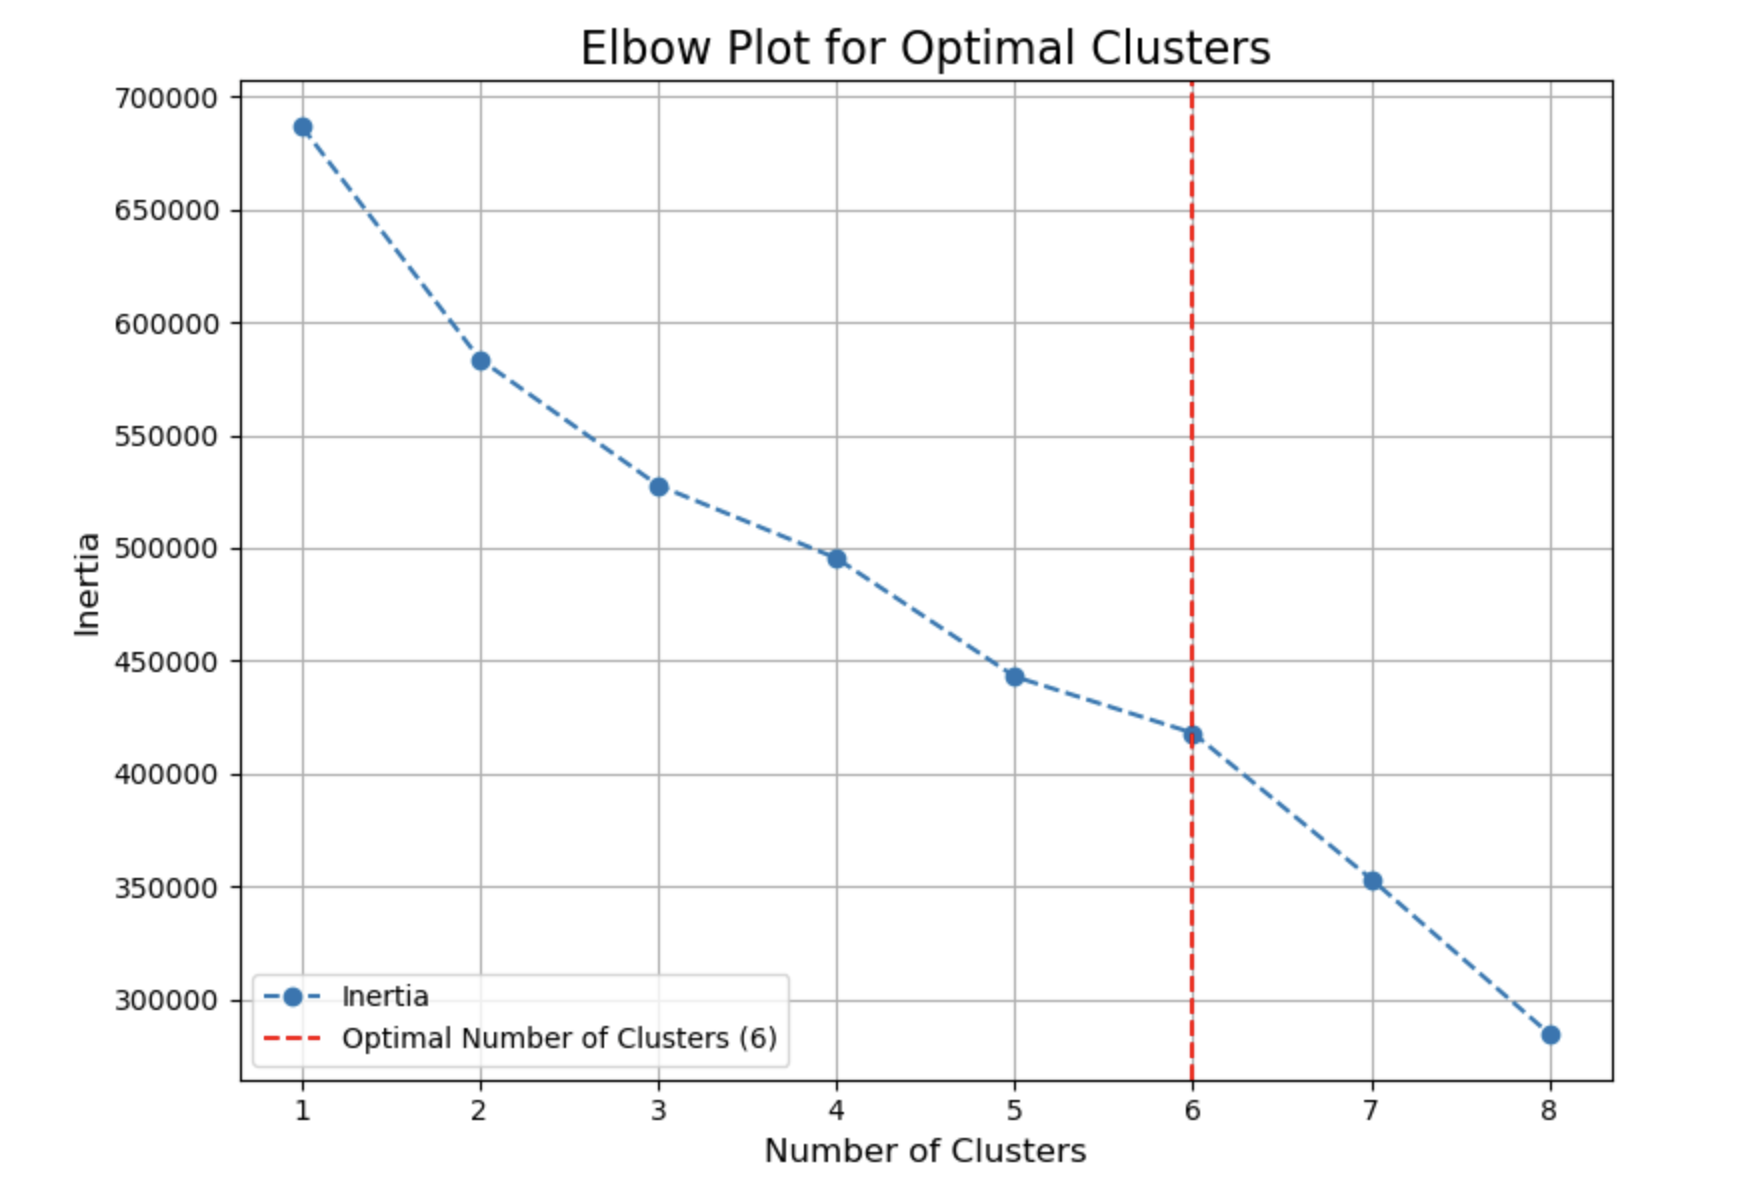 Elbow Plot for Optimal Clusters
700000
650000
600000
550000
500000
450000
400000
350000
300000
Inertia
Inertia
Optimal Number of Clusters (6)
1 2 3 4 5 6 7 8
Number of Clusters